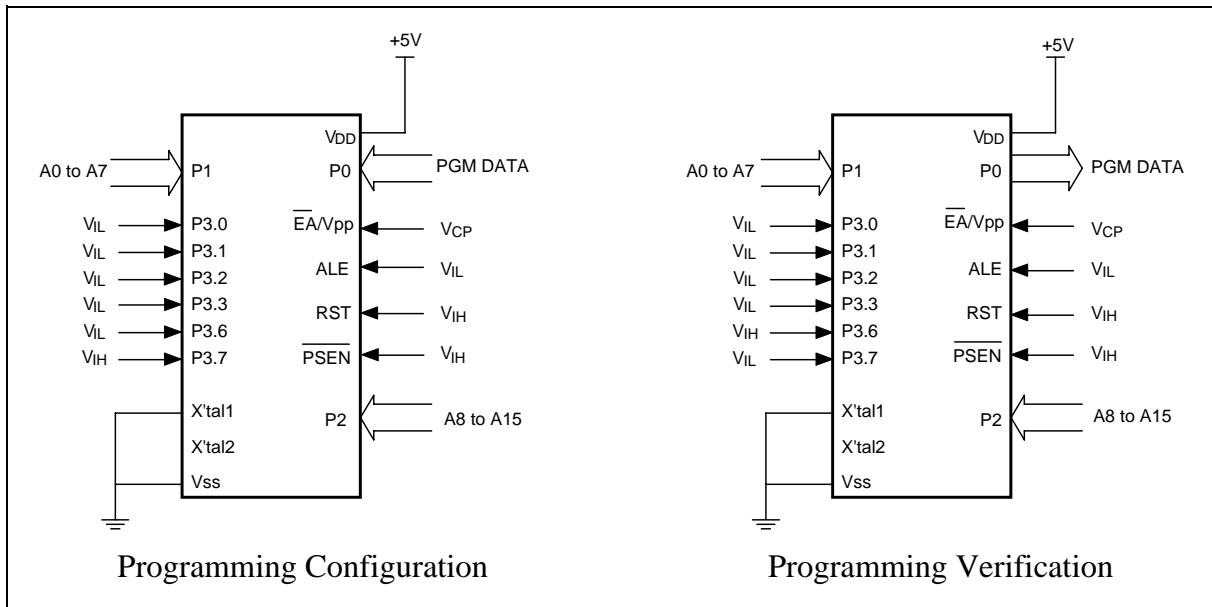 +5V
VDD
A0 to A7
P1
P0
PGM DATA
VIL
P3.0
EA/Vpp
VCP
VIL
P3.1
VIL
P3.2
ALE
VIL
VIL
P3.3
RST
VIH
VIL
P3.6
VIH
P3.7
PSEN
VIH
X'tal1
P2
A8 to A15
X'tal2
Vss
Programming Configuration
+5V
VDD
A0 to A7
P1
P0
PGM DATA
VIL
P3.0
EA/Vpp
VCP
VIL
P3.1
VIL
P3.2
ALE
VIL
VIL
P3.3
RST
VIH
VIH
P3.6
VIL
P3.7
PSEN
VIH
X'tal1
P2
A8 to A15
X'tal2
Vss
Programming Verification